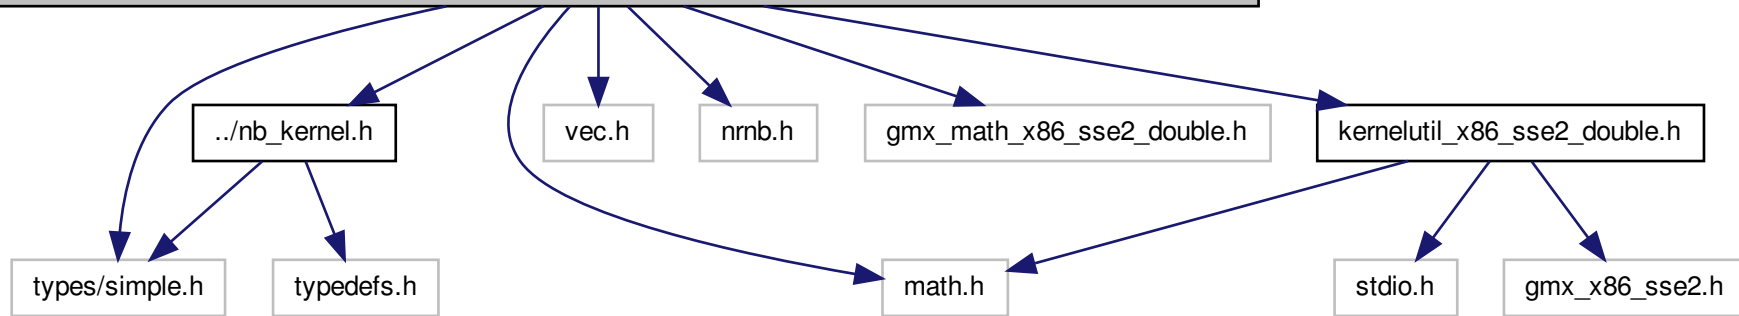 ../nb_kernel.h
vec.h
nrnb.h
gmx_math_x86_sse2_double.h
kernelutil_x86_sse2_double.h
types/simple.h
typedefs.h
math.h
stdio.h
gmx_x86_sse2.h